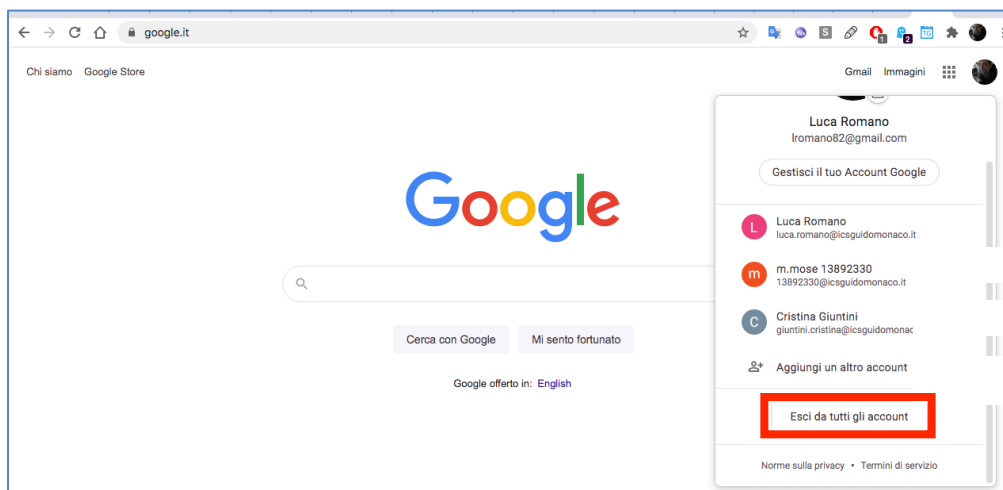 google.it
S
1
2
TG
Chi siamo Google Store
Gmail Immagini
Luca Romano
lromano82@gmail.com
Gestisci il tuo Account Google
L
Luca Romano
luca.romano@icsguidomonaco.it
m
m.mose 13892330
13892330@icsguidomonaco.it
C
Cristina Giuntini
giuntini.cristina@icsguidomonac
Aggiungi un altro account
Esci da tutti gli account
Norme sulla privacy • Termini di servizio
Google
Cerca con Google
Mi sento fortunato
Google offerto in: English